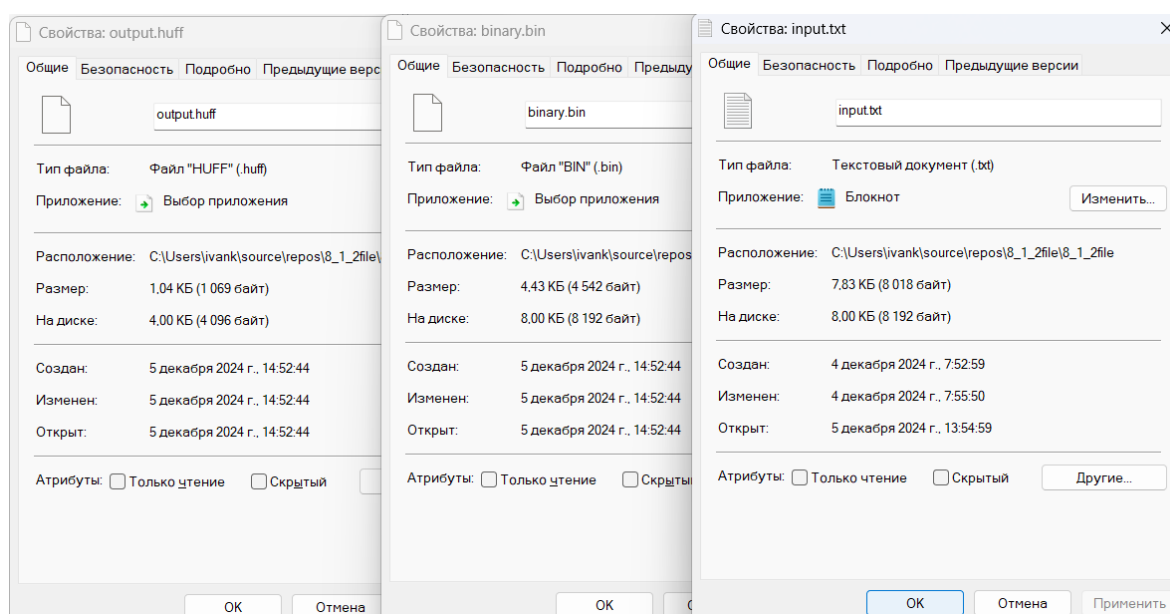 Свойства: output.huff
Общие Безопасность Подробно Предыдущие верс
output.huff
Тип файла: Файл "HUFF" (.huff)
Приложение: Выбор приложения
Расположение: C:\Users\ivank\source\repos\8_1_2file\
Размер: 1,04 КБ (1 069 байт)
На диске: 4,00 КБ (4 096 байт)
Создан: 5 декабря 2024 г., 14:52:44
Изменен: 5 декабря 2024 г., 14:52:44
Открыт: 5 декабря 2024 г., 14:52:44
Атрибуты: Только чтение Скрытый
ОК Отмена
Свойства: binary.bin
Общие Безопасность Подробно Предыду
binary.bin
Тип файла: Файл "BIN" (.bin)
Приложение: Выбор приложения
Расположение: C:\Users\ivank\source\repos
Размер: 4,43 КБ (4 542 байт)
На диске: 8,00 КБ (8 192 байт)
Создан: 5 декабря 2024 г., 14:52:44
Изменен: 5 декабря 2024 г., 14:52:44
Открыт: 5 декабря 2024 г., 14:52:44
Атрибуты: Только чтение Скрыты
ОК
Свойства: input.txt
Общие Безопасность Подробно Предыдущие версии
input.txt
Тип файла: Текстовый документ (.txt)
Приложение: Блокнот Изменить...
Расположение: C:\Users\ivank\source\repos\8_1_2file\8_1_2file
Размер: 7,83 КБ (8 018 байт)
На диске: 8,00 КБ (8 192 байт)
Создан: 4 декабря 2024 г., 7:52:59
Изменен: 4 декабря 2024 г., 7:55:50
Открыт: 5 декабря 2024 г., 13:54:59
Атрибуты: Только чтение Скрытый Другие...
ОК Отмена Применить